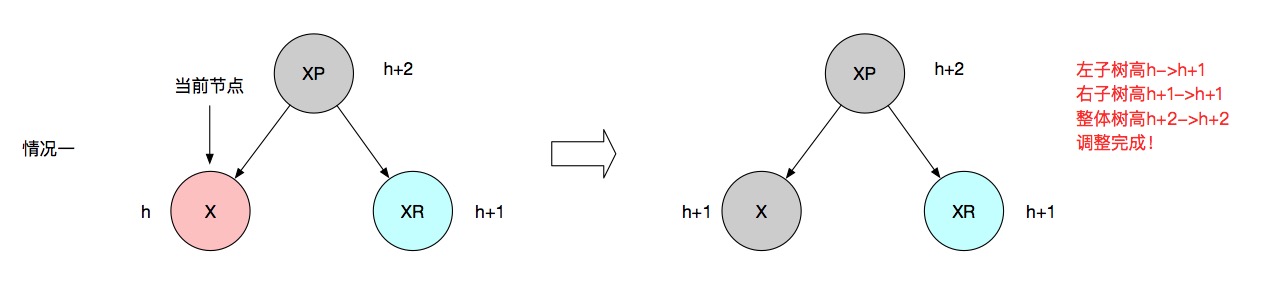 XP
h+2
当前节点
情况一
h
X
XR
h+1
XP
h+2
h+1
X
XR
h+1
左子树高h->h+1
右子树高h+1->h+1
整体树高h+2->h+2
调整完成！